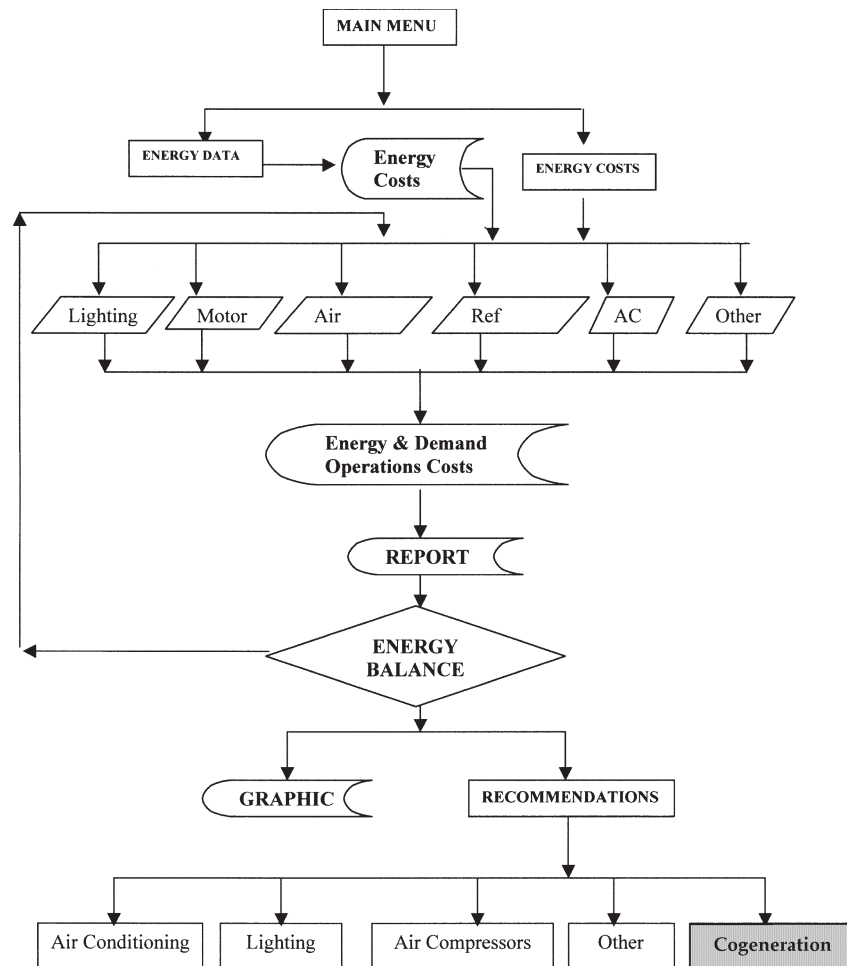 MAIN MENU
ENERGY DATA
Energy
Costs
ENERGY COSTS
Lighting
Motor
Air
Ref
AC
Other
Energy & Demand
Operations Costs
REPORT
ENERGY
BALANCE
GRAPHIC
RECOMMENDATIONS
Air Conditioning
Lighting
Air Compressors
Other
Cogeneration